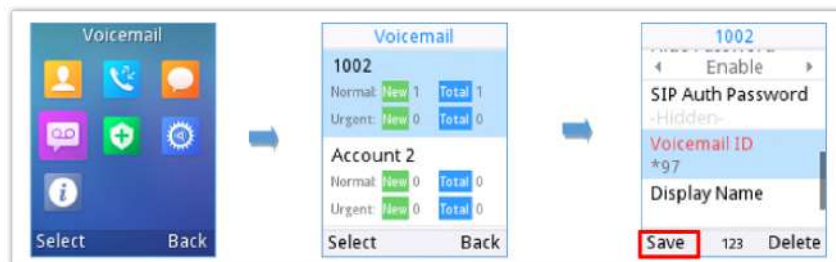 Voicemail
Select Back
Voicemail
1002
Normal: New 1 Total 1
Urgent: New 0 Total 0
Account 2
Normal: New 0 Total 0
Urgent: New 0 Total 0
Select Back
1002
Enable
SIP Auth Password
-Hidden-
Voicemail ID
*97
Display Name
Save 123 Delete